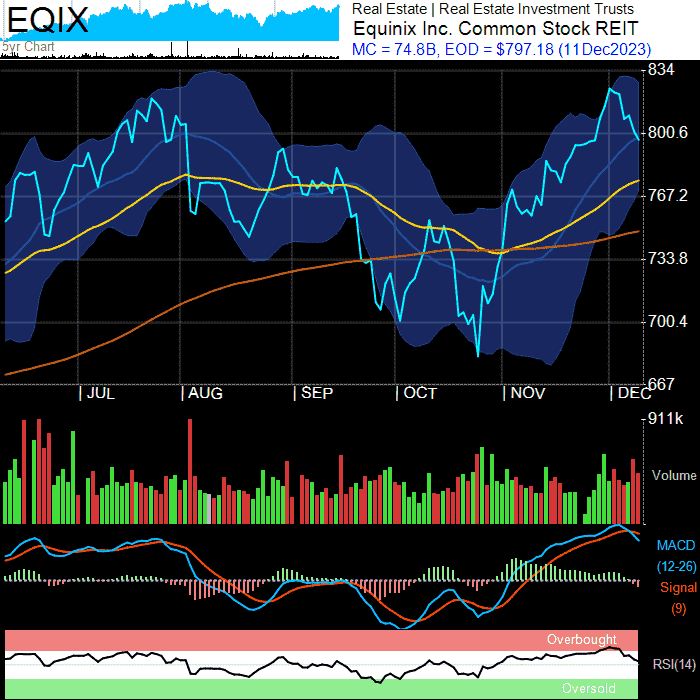 EQIX
5yr Chart
Real Estate | Real Estate Investment Trusts
Equinix Inc. Common Stock REIT
MC = 74.8B, EOD = $797.18 (11Dec2023)
834
800.6
767.2
733.8
700.4
667
| JUL | AUG | SEP | OCT | NOV | DEC
911k
Volume
MACD
(12-26)
Signal
(9)
Overbought
RSI(14)
Oversold